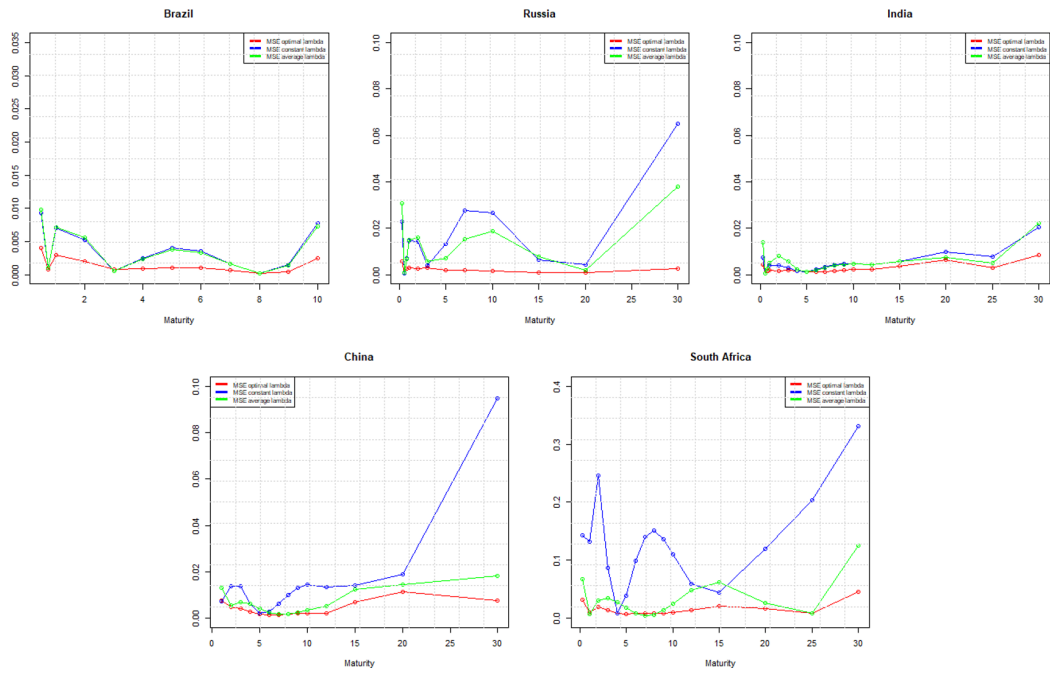 Brazil
MSE optimal lambda
MSE constant lambda
MSE average lambda
0.035
0.030
0.025
0.020
0.015
0.010
0.005
0.000
2 4 6 8 10
Maturity
Russia
MSE optimal lambda
MSE constant lambda
MSE average lambda
0.10
0.08
0.06
0.04
0.02
0.00
0 5 10 15 20 25 30
Maturity
India
MSE optimal lambda
MSE constant lambda
MSE average lambda
0.10
0.08
0.06
0.04
0.02
0.00
0 5 10 15 20 25 30
Maturity
China
MSE optimal lambda
MSE constant lambda
MSE average lambda
0.10
0.08
0.06
0.04
0.02
0.00
0 5 10 15 20 25 30
Maturity
South Africa
MSE optimal lambda
MSE constant lambda
MSE average lambda
0.4
0.3
0.2
0.1
0.0
0 5 10 15 20 25 30
Maturity